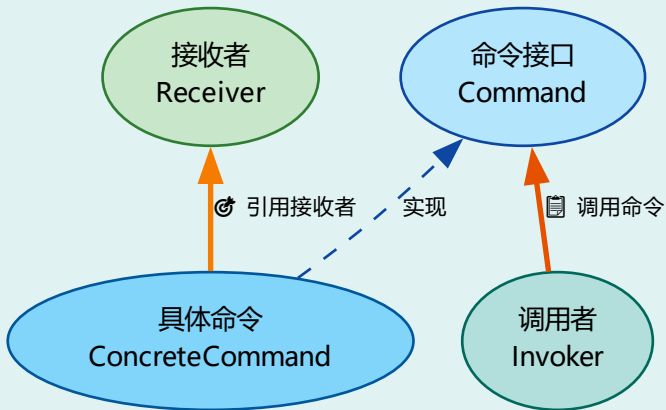 接收者
Receiver
命令接口
Command
引用接收者
实现
调用命令
具体命令
ConcreteCommand
调用者
Invoker